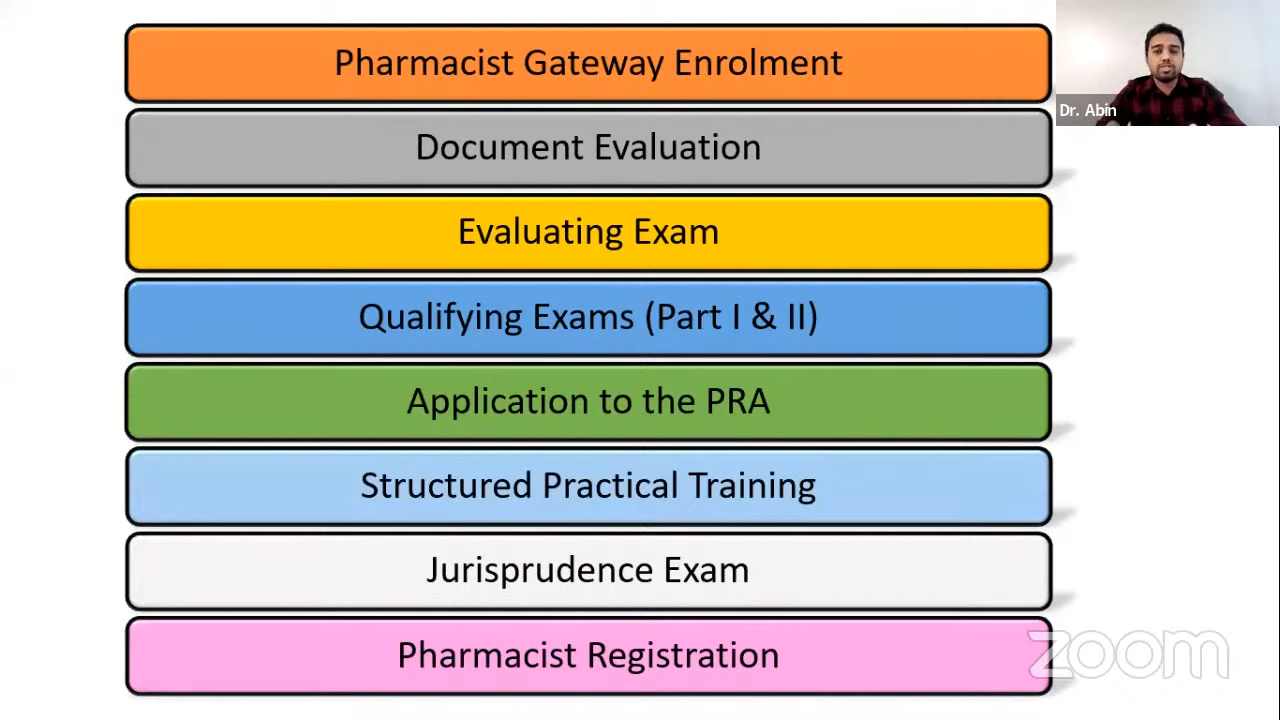 Pharmacist Gateway Enrolment
Dr. Abin
Document Evaluation
Evaluating Exam
Qualifying Exams (Part I & II)
Application to the PRA
Structured Practical Training
Jurisprudence Exam
Pharmacist Registration
zoom